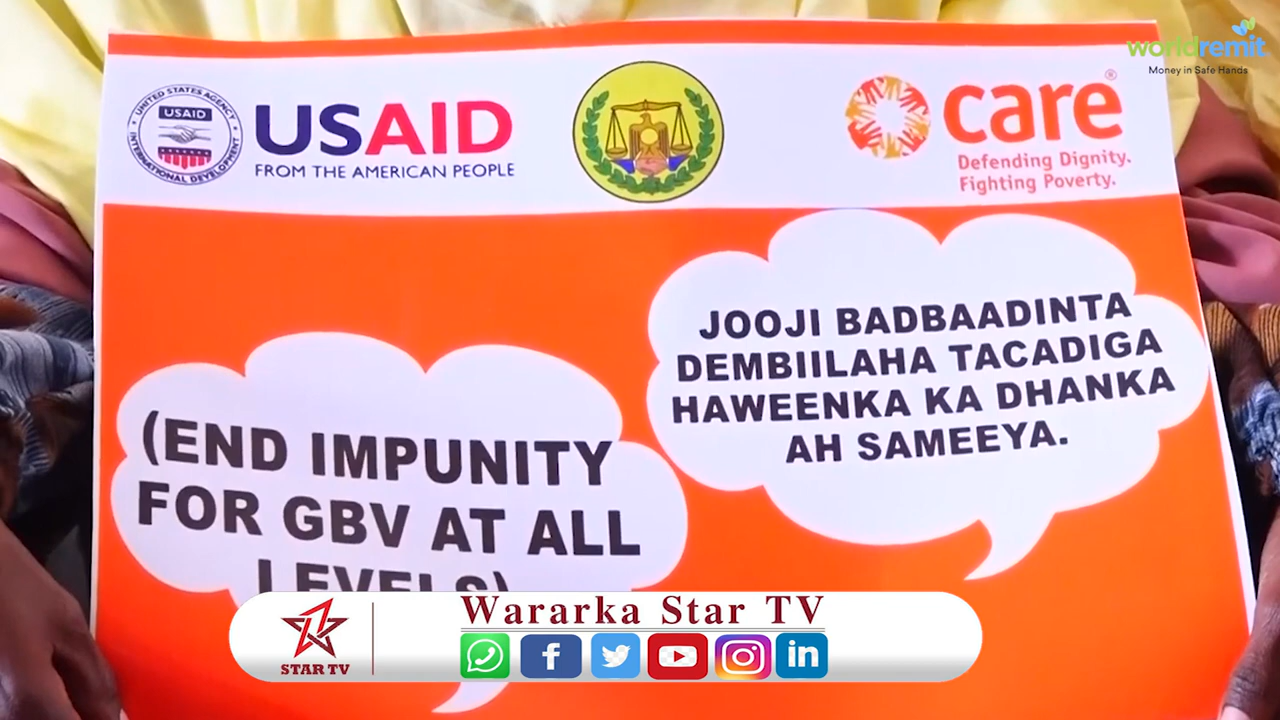 worldremit
Money in Safe Hands
UNITED STATES AGENCY
USAID
INTERNATIONAL DEVELOPMENT
USAID
FROM THE AMERICAN PEOPLE
care®
Defending Dignity.
Fighting Poverty.
JOOJI BADBAADINTA
DEMBIILAHA TACADIGA
HAWEENKA KA DHANKA
AH SAMEEYA.
(END IMPUNITY
FOR GBV AT ALL
LEVELS)
STAR TV
Wararka Star TV